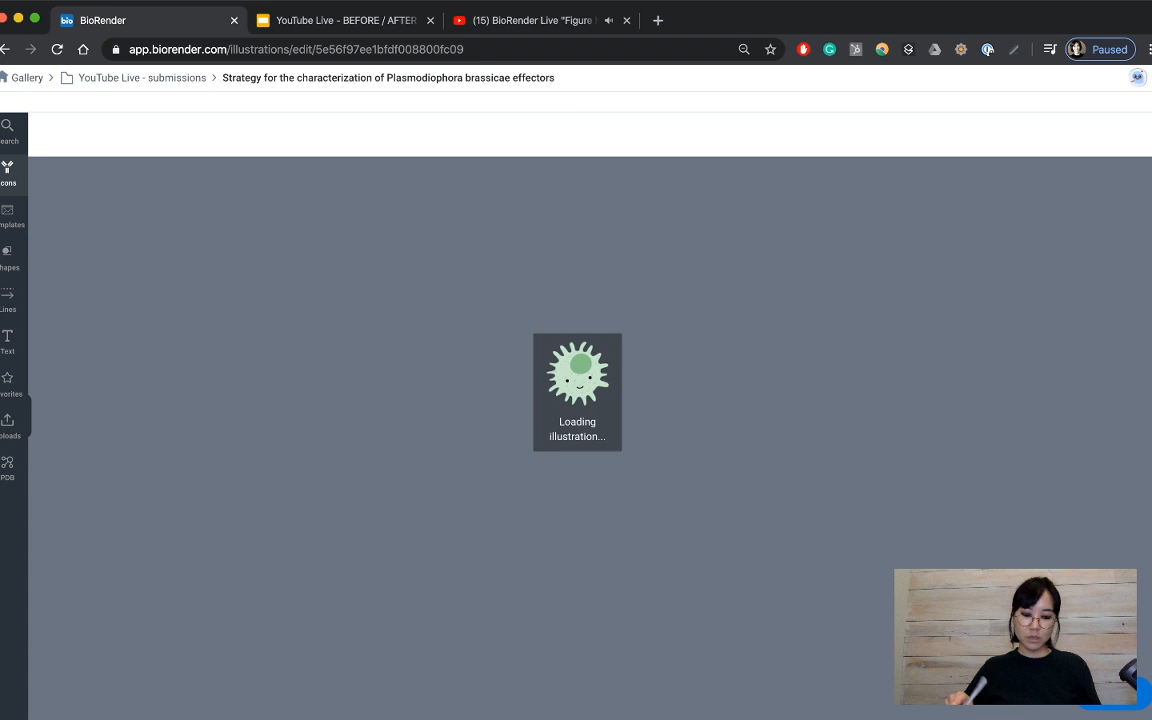 bio BioRender
YouTube Live - BEFORE / AFTER
(15) BioRender Live "Figure
app.biorender.com/illustrations/edit/5e56f97ee1bfdf008800fc09
Paused
Gallery > YouTube Live - submissions > Strategy for the characterization of Plasmodiophora brassicae effectors
earch
cons
mplates
hapes
Lines
Text
vorites
ploads
PDB
Loading
illustration...